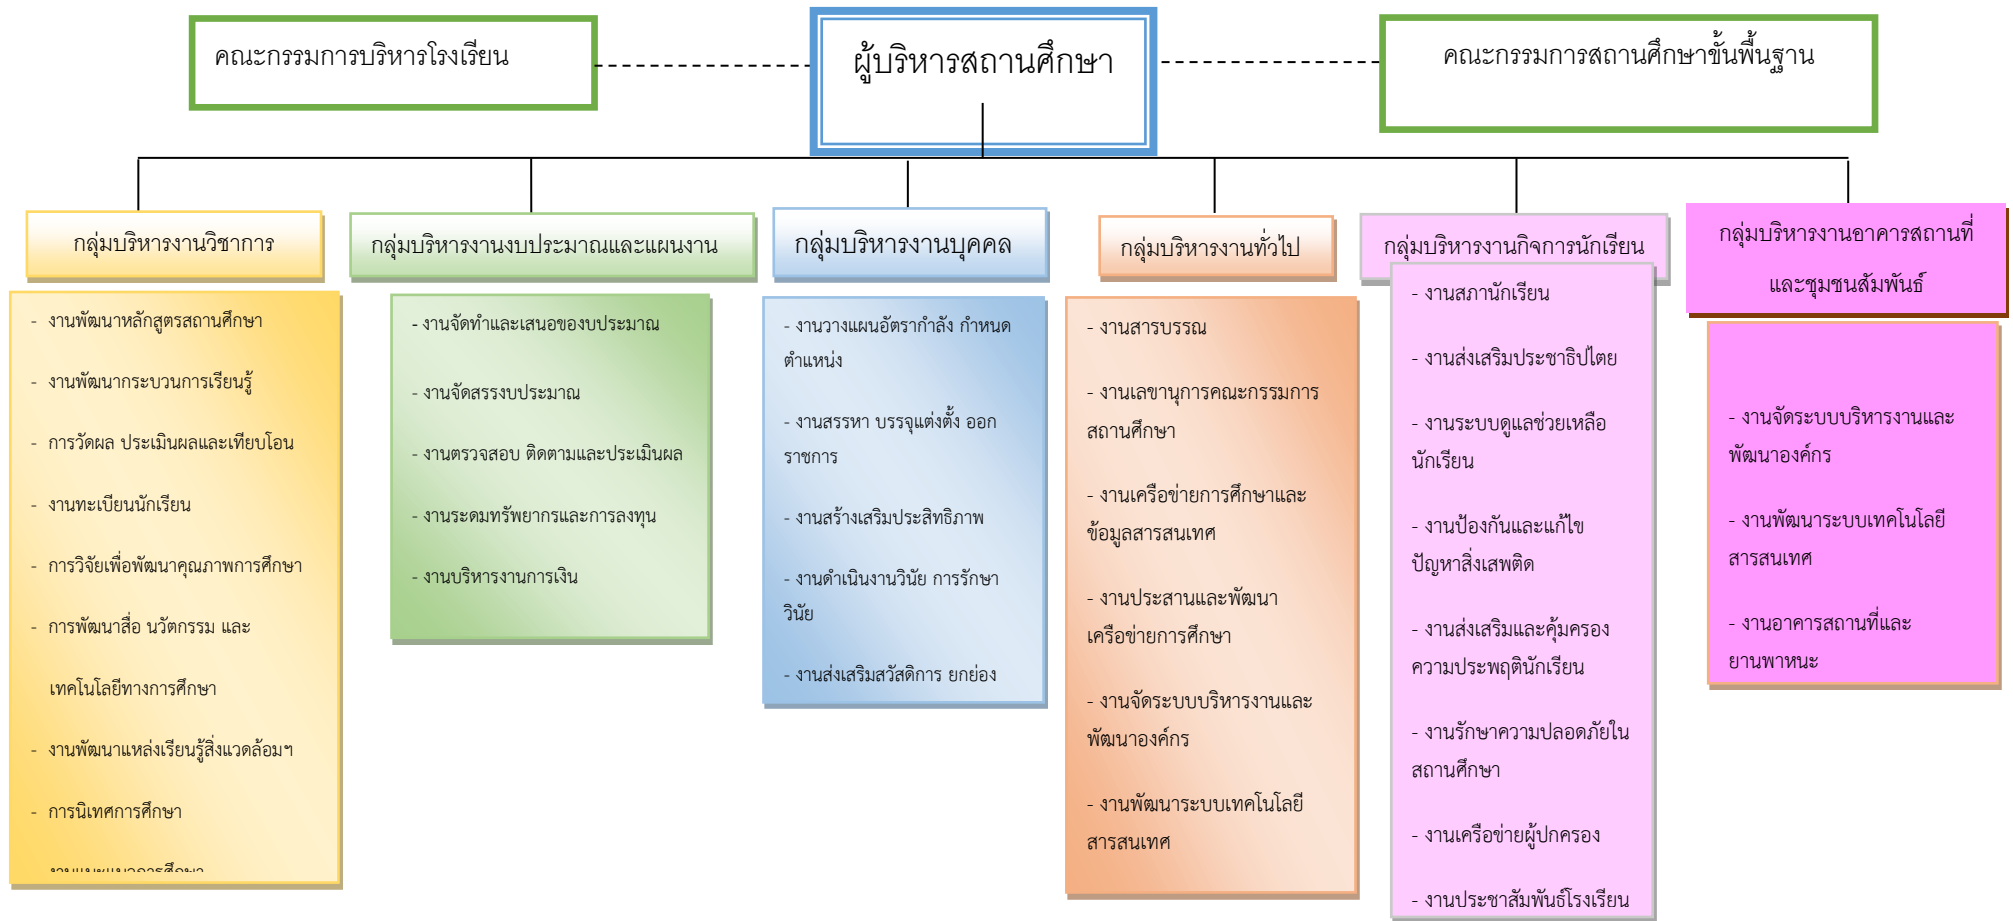 คณะกรรมการบริหารโรงเรียน
ผู้บริหารสถานศึกษา
คณะกรรมการสถานศึกษาขั้นพื้นฐาน
กลุ่มบริหารงานวิชาการ
- งานพัฒนาหลักสูตรสถานศึกษา
- งานพัฒนากระบวนการเรียนรู้
- การวัดผล ประเมินผลและเทียบโอน
- งานทะเบียนนักเรียน
- การวิจัยเพื่อพัฒนาคุณภาพการศึกษา
- การพัฒนาสื่อ นวัตกรรม และ
เทคโนโลยีทางการศึกษา
- งานพัฒนาแหล่งเรียนรู้สิ่งแวดล้อมฯ
- การนิเทศการศึกษา
กลุ่มบริหารงานงบประมาณและแผนงาน
- งานจัดทำและเสนอของบประมาณ
- งานจัดสรรงบประมาณ
- งานตรวจสอบ ติดตามและประเมินผล
- งานระดมทรัพยากรและการลงทุน
- งานบริหารงานการเงิน
กลุ่มบริหารงานบุคคล
- งานวางแผนอัตรากำลัง กำหนด
ตำแหน่ง
- งานสรรหา บรรจุแต่งตั้ง ออก
ราชการ
- งานสร้างเสริมประสิทธิภาพ
- งานดำเนินงานวินัย การรักษา
วินัย
- งานส่งเสริมสวัสดิการ ยกย่อง
กลุ่มบริหารงานทั่วไป
- งานสารบรรณ
- งานเลขานุการคณะกรรมการ
สถานศึกษา
- งานเครือข่ายการศึกษาและ
ข้อมูลสารสนเทศ
- งานประสานและพัฒนา
เครือข่ายการศึกษา
- งานจัดระบบบริหารงานและ
พัฒนาองค์กร
- งานพัฒนาระบบเทคโนโลยี
สารสนเทศ
กลุ่มบริหารงานกิจการนักเรียน
- งานสภานักเรียน
- งานส่งเสริมประชาธิปไตย
- งานระบบดูแลช่วยเหลือ
นักเรียน
- งานป้องกันและแก้ไข
ปัญหาสิ่งเสพติด
- งานส่งเสริมและคุ้มครอง
ความประพฤตินักเรียน
- งานรักษาความปลอดภัยใน
สถานศึกษา
- งานเครือข่ายผู้ปกครอง
- งานประชาสัมพันธ์โรงเรียน
กลุ่มบริหารงานอาคารสถานที่
และชุมชนสัมพันธ์
- งานจัดระบบบริหารงานและ
พัฒนาองค์กร
- งานพัฒนาระบบเทคโนโลยี
สารสนเทศ
- งานอาคารสถานที่และ
ยานพาหนะ